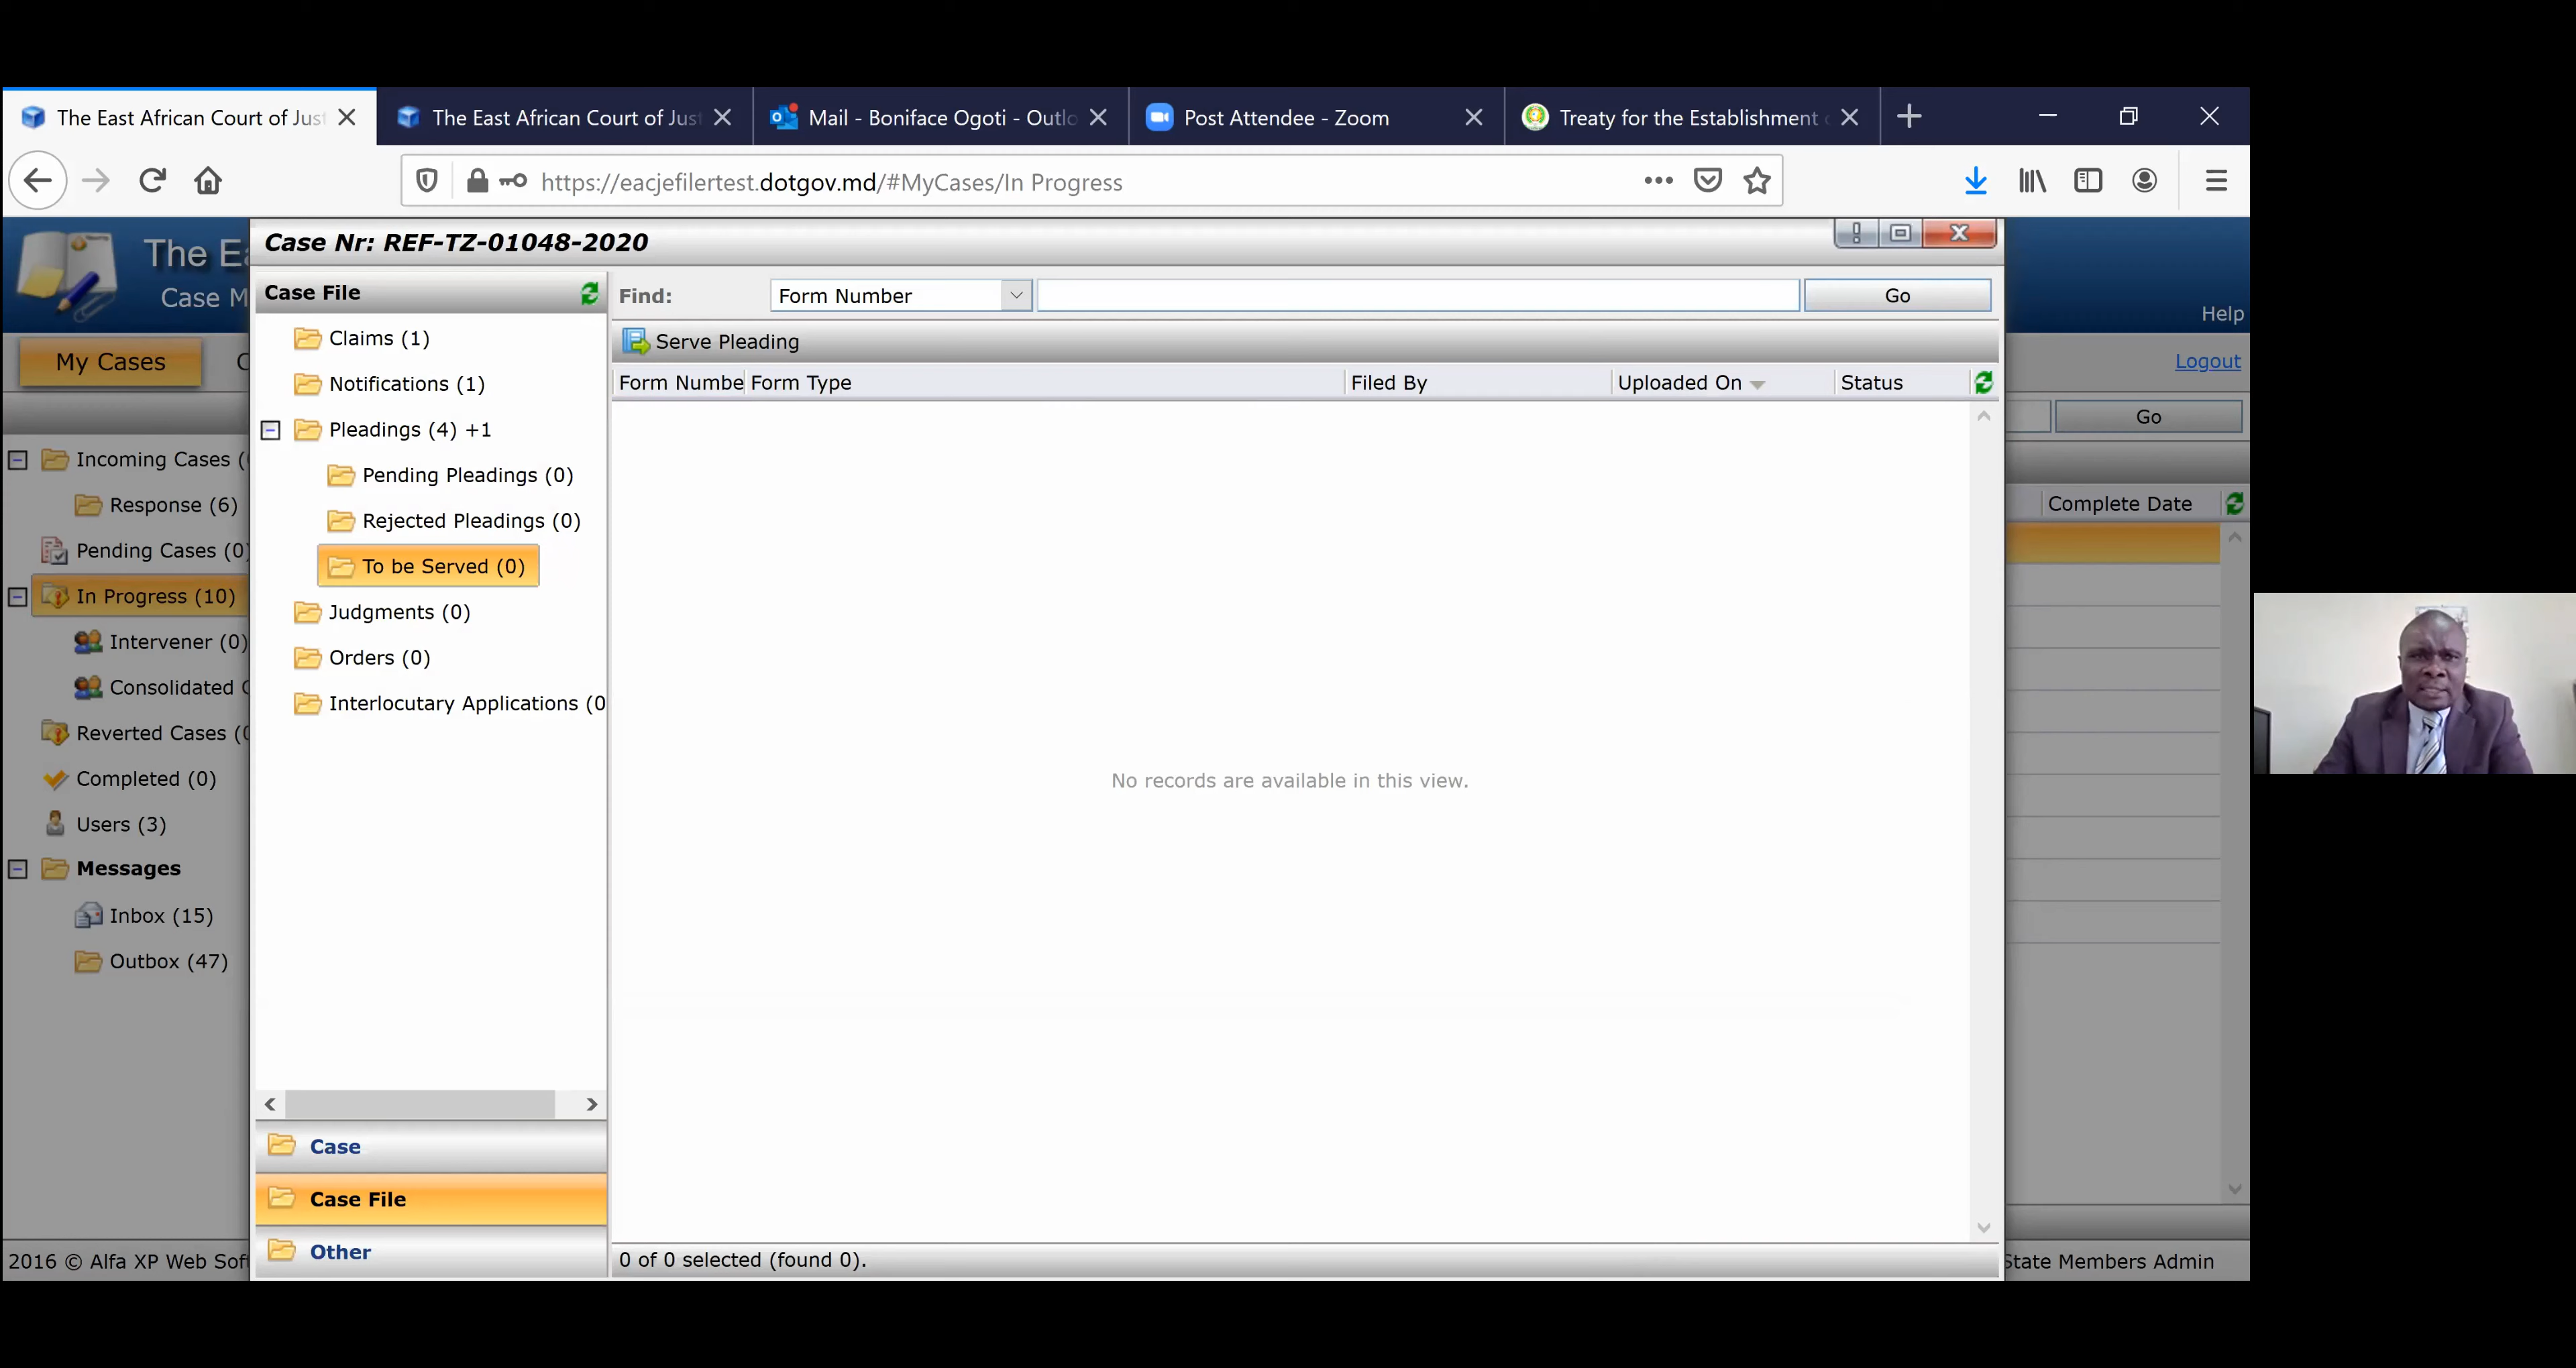 The East African Court of Jus
The East African Court of Jus
Mail - Boniface Ogoti - Outlo
Post Attendee - Zoom
Treaty for the Establishment
https://eacjefilertest.dotgov.md/#MyCases/In Progress
The Ea
Case M
Help
Case Nr: REF-TZ-01048-2020
My Cases
Logout
Case File
Find:
Form Number
Go
Claims (1)
Serve Pleading
Notifications (1)
Form Numbe
Form Type
Filed By
Uploaded On
Status
Pleadings (4) +1
Go
Incoming Cases (
Pending Pleadings (0)
Response (6)
Complete Date
Rejected Pleadings (0)
Pending Cases (0)
To be Served (0)
In Progress (10)
Judgments (0)
Intervener (0)
Orders (0)
Consolidated
Interlocutary Applications (0
Reverted Cases (
No records are available in this view.
Completed (0)
Users (3)
Messages
Inbox (15)
Outbox (47)
Case
Case File
Other
0 of 0 selected (found 0).
2016 © Alfa XP Web Sof
State Members Admin